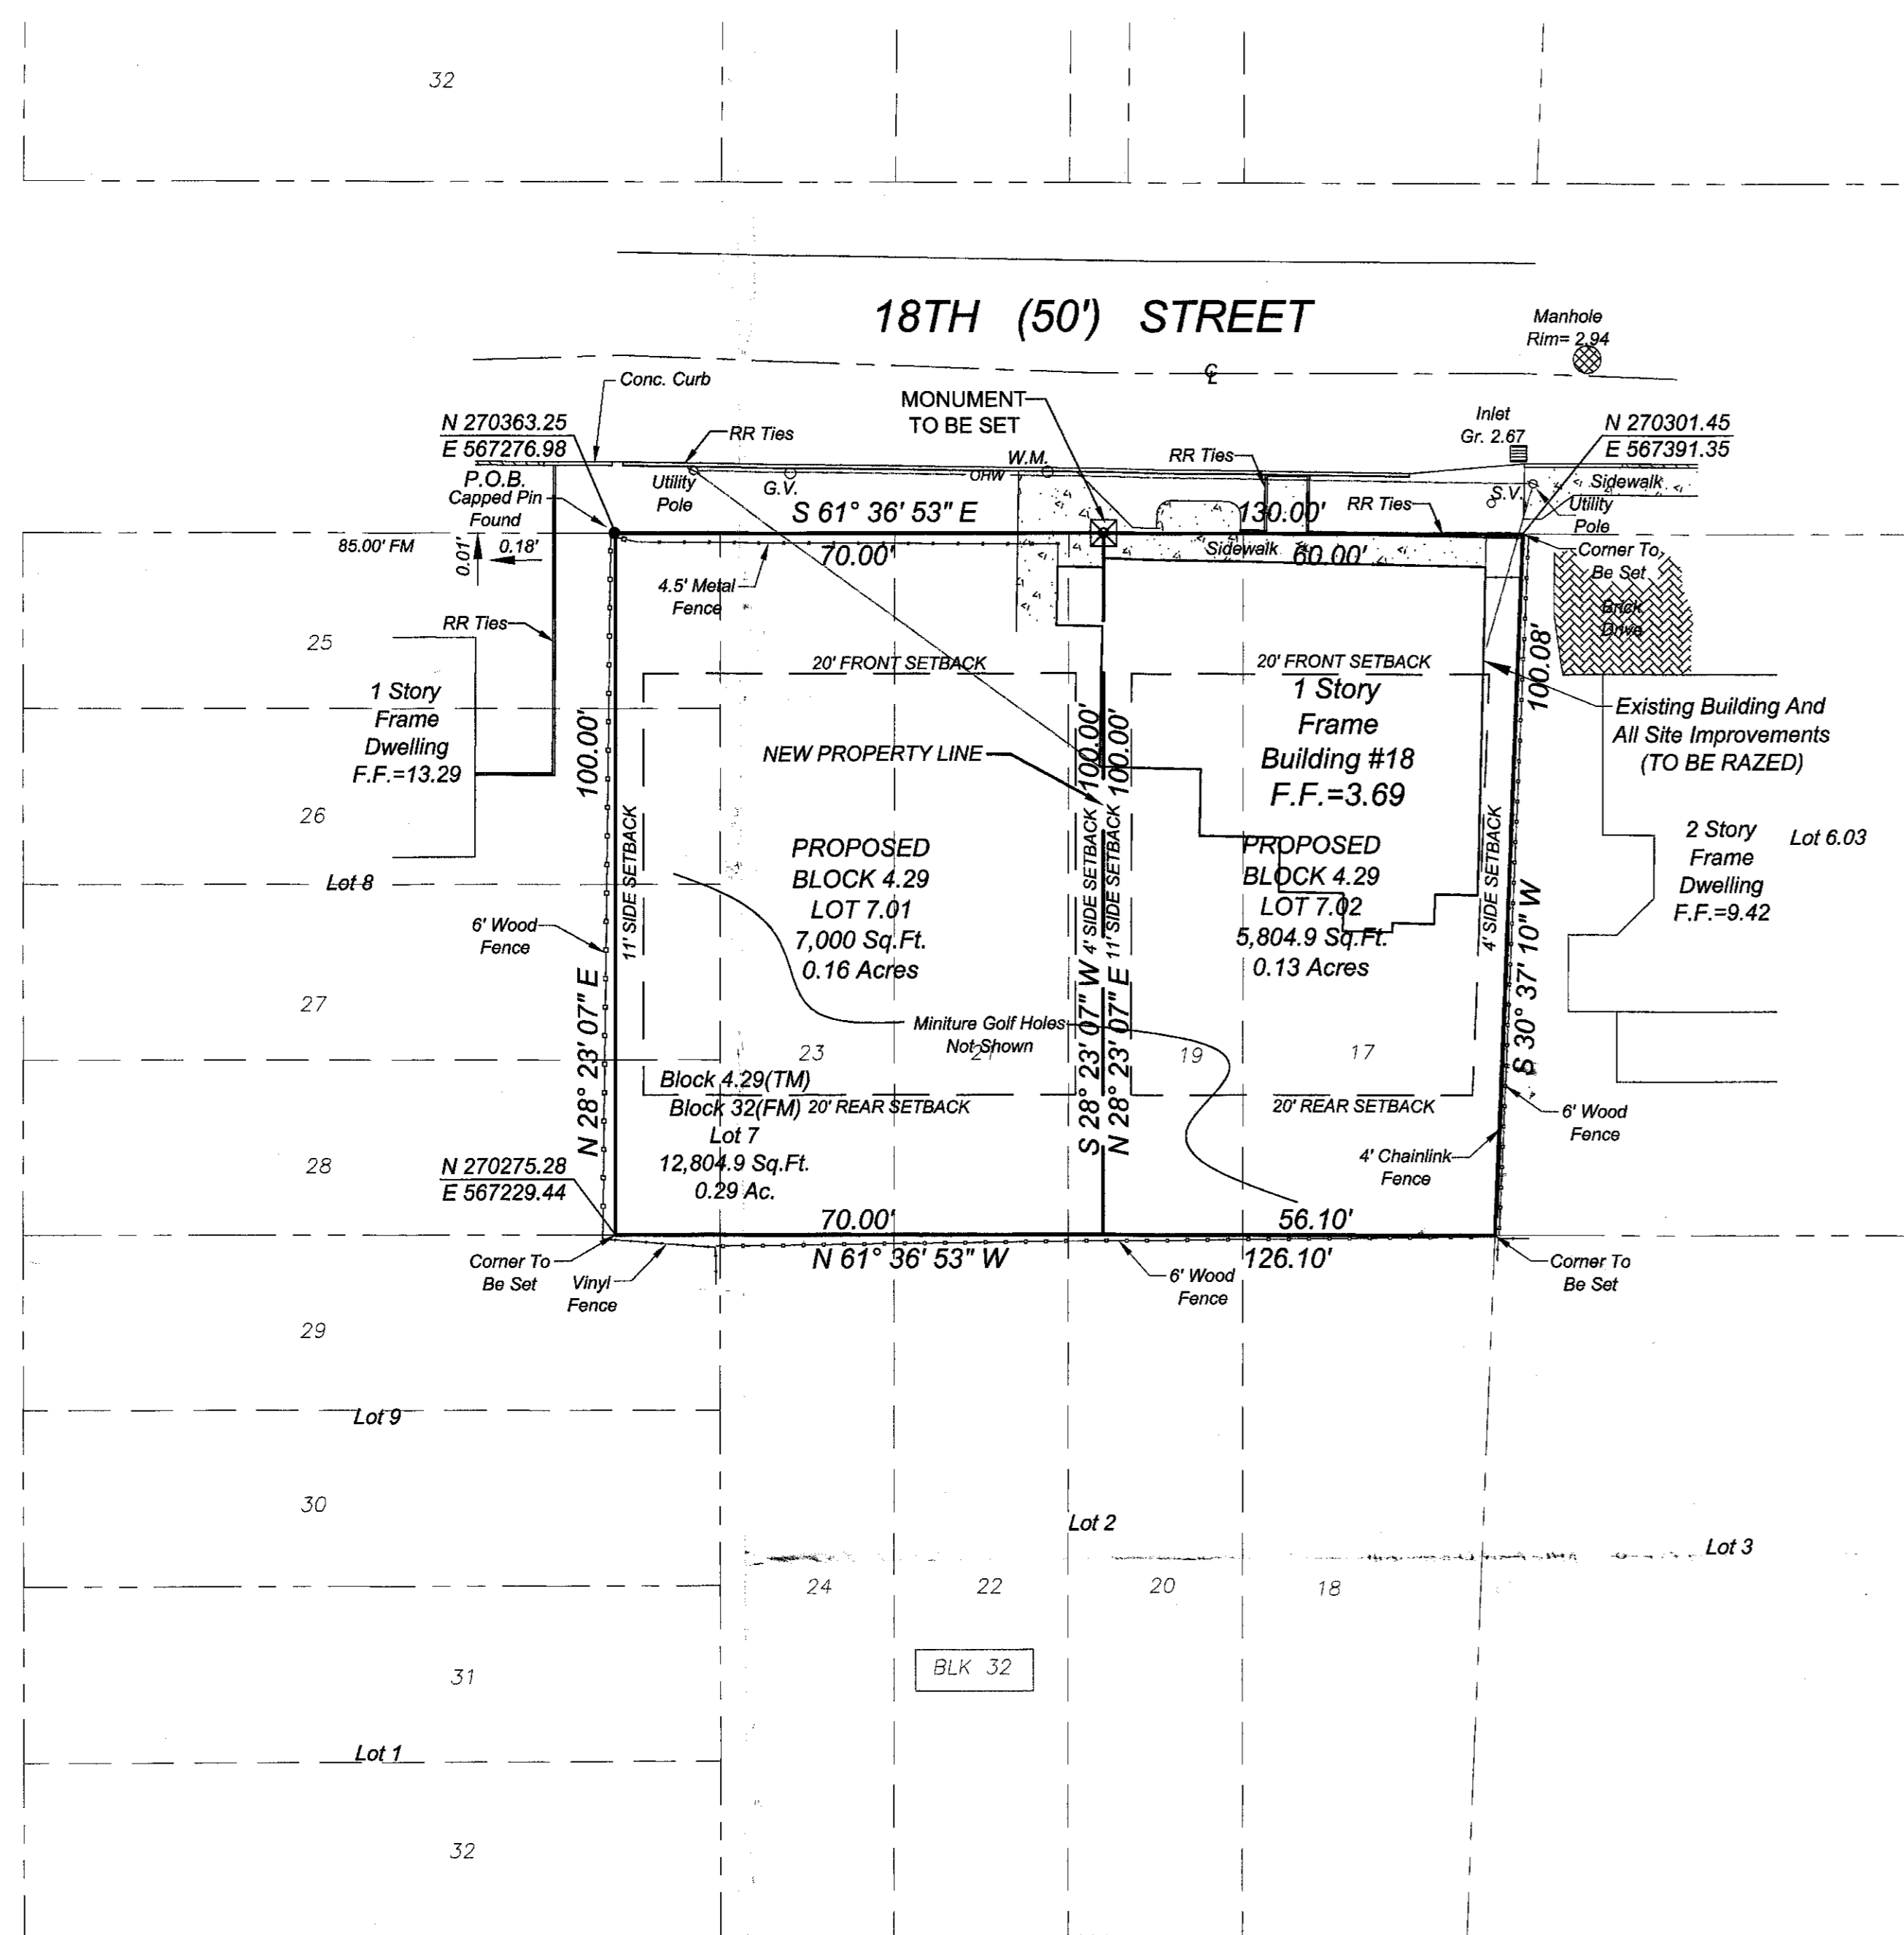 32
18TH (50') STREET
Manhole
Rim= 2.94
℄
Conc. Curb
MONUMENT
TO BE SET
N 270363.25
E 567276.98
P.O.B.
Capped Pin
Found
RR Ties
Utility
Pole
G.V.
OHW
W.M.
RR Ties
Inlet
Gr. 2.67
N 270301.45
E 567391.35
S.V.
Sidewalk
Utility
Pole
RR Ties
S 61° 36' 53" E
130.00'
85.00' FM
0.01'
0.18'
70.00'
Sidewalk
60.00'
Corner To
Be Set
Brick
Drive
4.5' Metal
Fence
RR Ties
25
1 Story
Frame
Dwelling
F.F.=13.29
20' FRONT SETBACK
20' FRONT SETBACK
1 Story
Frame
Building #18
F.F.=3.69
100.08'
Existing Building And
All Site Improvements
(TO BE RAZED)
100.00'
NEW PROPERTY LINE
100.00'
100.00'
26
11' SIDE SETBACK
4' SIDE SETBACK
11' SIDE SETBACK
4' SIDE SETBACK
2 Story
Frame
Dwelling
F.F.=9.42
Lot 6.03
PROPOSED
BLOCK 4.29
LOT 7.01
7,000 Sq.Ft.
0.16 Acres
PROPOSED
BLOCK 4.29
LOT 7.02
5,804.9 Sq.Ft.
0.13 Acres
Lot 8
6' Wood
Fence
27
N 28° 23' 07" E
S 28° 23' 07" W
N 28° 23' 07" E
S 30° 37' 10" W
Miniture Golf Holes
Not Shown
23
21
19
17
Block 4.29(TM)
Block 32(FM)
Lot 7
12,804.9 Sq.Ft.
0.29 Ac.
20' REAR SETBACK
20' REAR SETBACK
6' Wood
Fence
4' Chainlink
Fence
28
N 270275.28
E 567229.44
70.00'
56.10'
N 61° 36' 53" W
126.10'
Corner To
Be Set
Vinyl
Fence
6' Wood
Fence
Corner To
Be Set
29
Lot 9
30
Lot 2
Lot 3
24
22
20
18
31
BLK 32
Lot 1
32